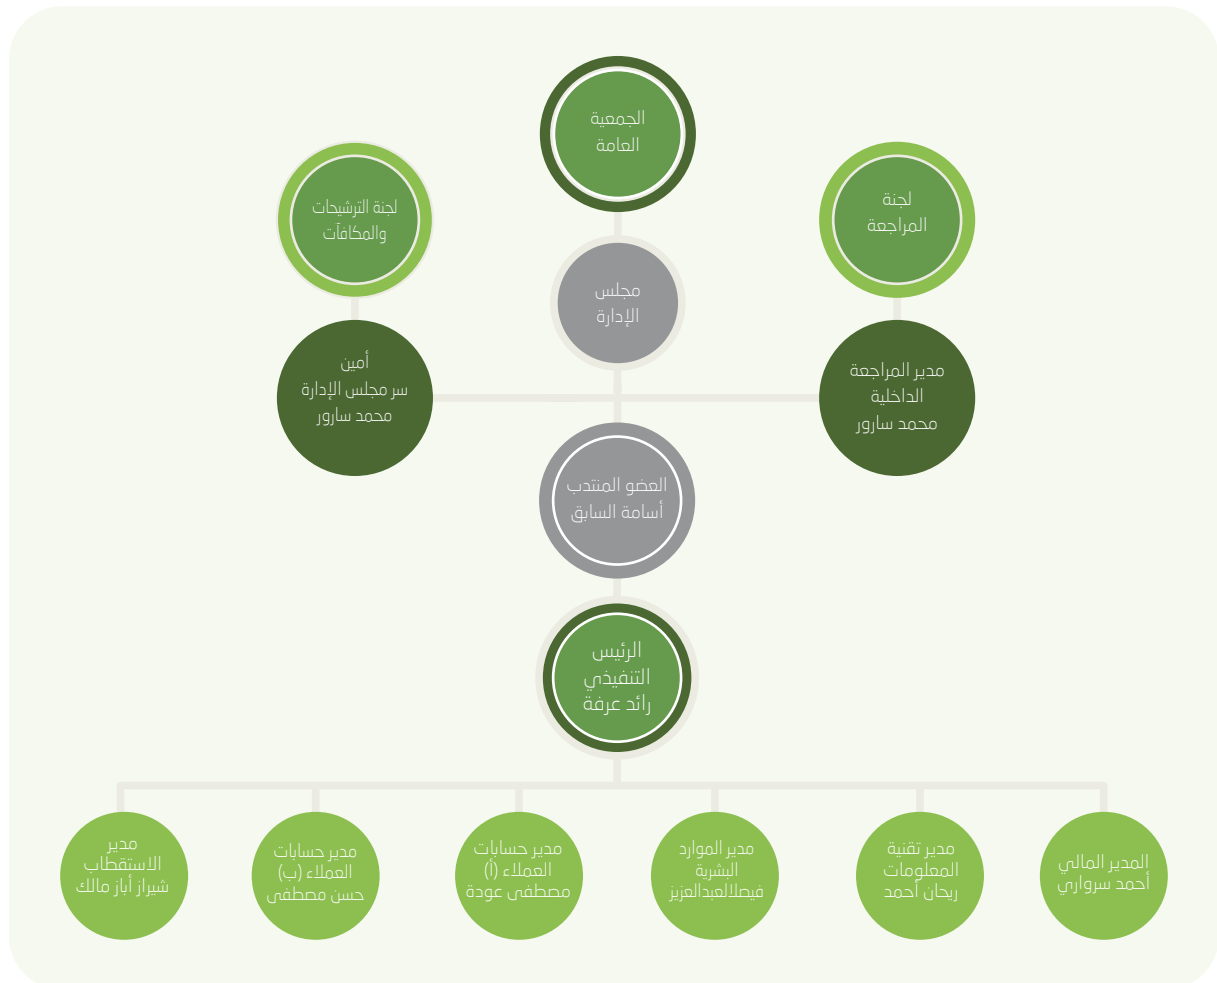 الجمعية
العامة
لجنة
المراجعة
لجنة الترشيحات
والمكافآت
مجلس
الإدارة
مدير المراجعة
الداخلية
محمد سارور
أمين
سر مجلس الإدارة
محمد سارور
العضو المنتدب
أسامة السابق
الرئيس
التنفيذي
رائد عرفة
المدير المالي
أحمد سرواري
مدير تقنية
المعلومات
ريحان أحمد
مدير الموارد
البشرية
فيصلالعبدالعزيز
مدير حسابات
العملاء (أ)
مصطفى عودة
مدير حسابات
العملاء (ب)
حسن مصطفى
مدير
الاستقطاب
شيراز أباز مالك